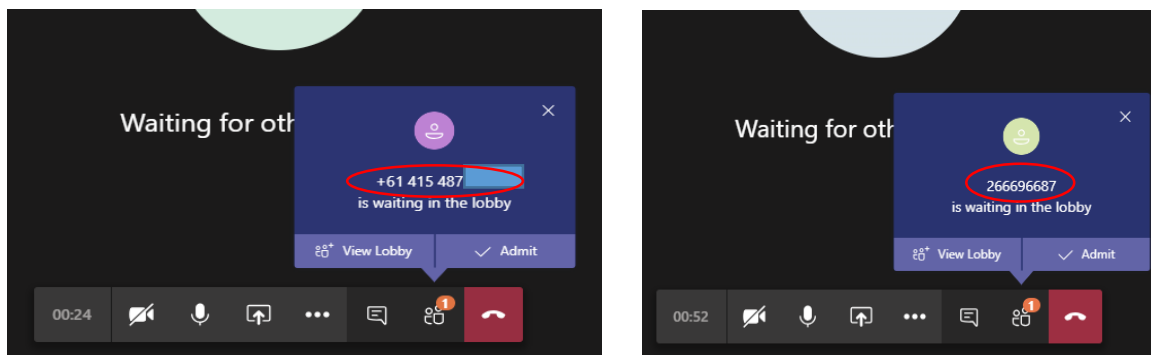 Waiting for oth
+61 415 487
is waiting in the lobby
View Lobby
Admit
00:24
1
Waiting for oth
266696687
is waiting in the lobby
View Lobby
Admit
00:52
1